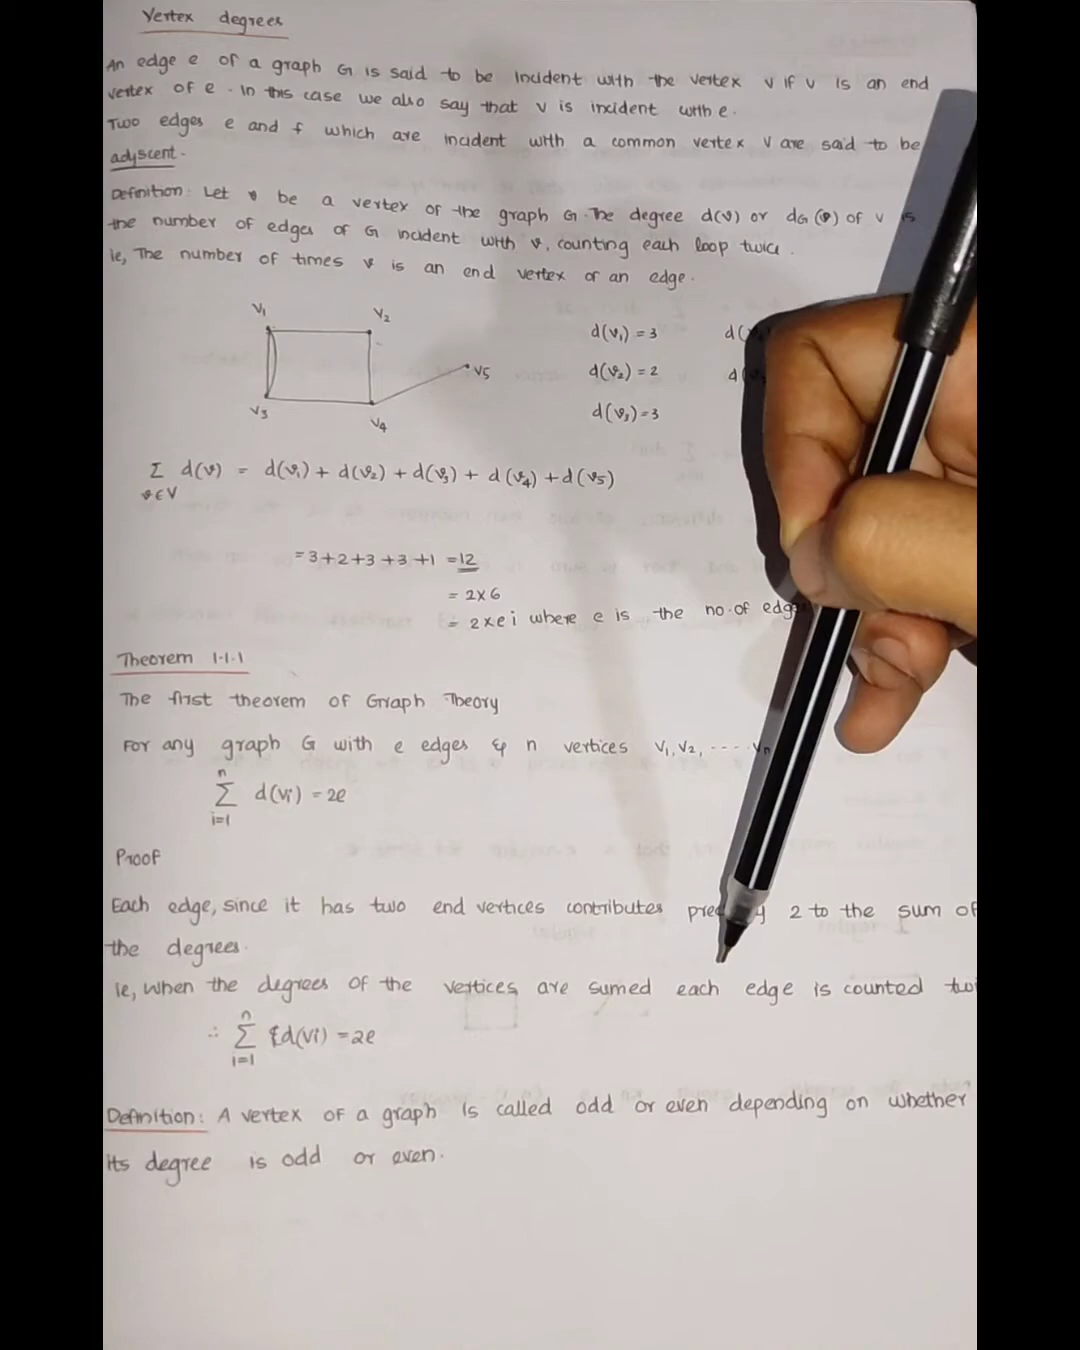 Vertex degrees
An edge e of a graph G is said to be incident with the vertex v if v is an end
vertex of e. In this case we also say that v is incident with e.
Two edges e and f which are incident with a common vertex v are said to be
adjscent.
Definition: Let v be a vertex of the graph G. The degree d(v) or dG(v) of v is
the number of edges of G incident with v, counting each loop twice.
ie, The number of times v is an end vertex of an edge.
V1 V2
V5
V3 V4
d(v1) = 3 d(
d(v2) = 2 d(
d(v3) = 3
Σ d(v) = d(v1) + d(v2) + d(v3) + d(v4) + d(v5)
v∈V
= 3+2+3+3+1 = 12
= 2×6
= 2×e i where e is the no. of edge
Theorem 1.1.1
The first theorem of Graph Theory
For any graph G with e edges & n vertices V1, V2, ---- Vn
n
Σ d(vi) = 2e
i=1
Proof
Each edge, since it has two end vertices contributes 2 to the sum of
the degrees.
ie, when the degrees of the vertices are sumed each edge is counted
n
∴ Σ d(vi) = 2e
i=1
Definition: A vertex of a graph is called odd or even depending on whether
its degree is odd or even.